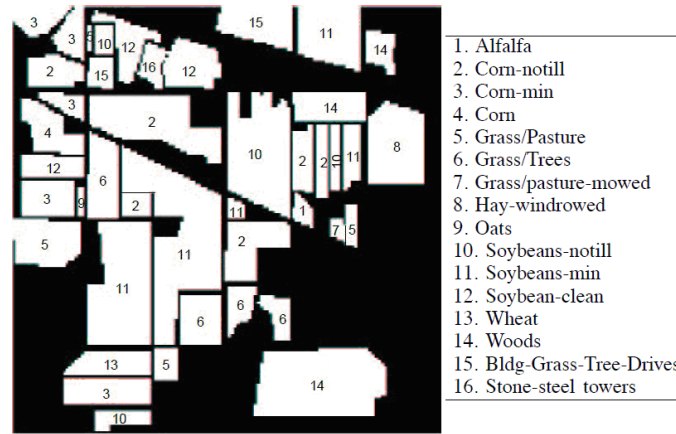 3 15 11
3 5 10 12 14
2 15 16 12
3 2 14
4 10 2 2 10 11 8
12 6
3 9 2 11 1
5 2 7 5
11 11
6 6 6
13 5
3 14
10
1. Alfalfa
2. Corn-notill
3. Corn-min
4. Corn
5. Grass/Pasture
6. Grass/Trees
7. Grass/pasture-mowed
8. Hay-windrowed
9. Oats
10. Soybeans-notill
11. Soybeans-min
12. Soybean-clean
13. Wheat
14. Woods
15. Bldg-Grass-Tree-Drives
16. Stone-steel towers